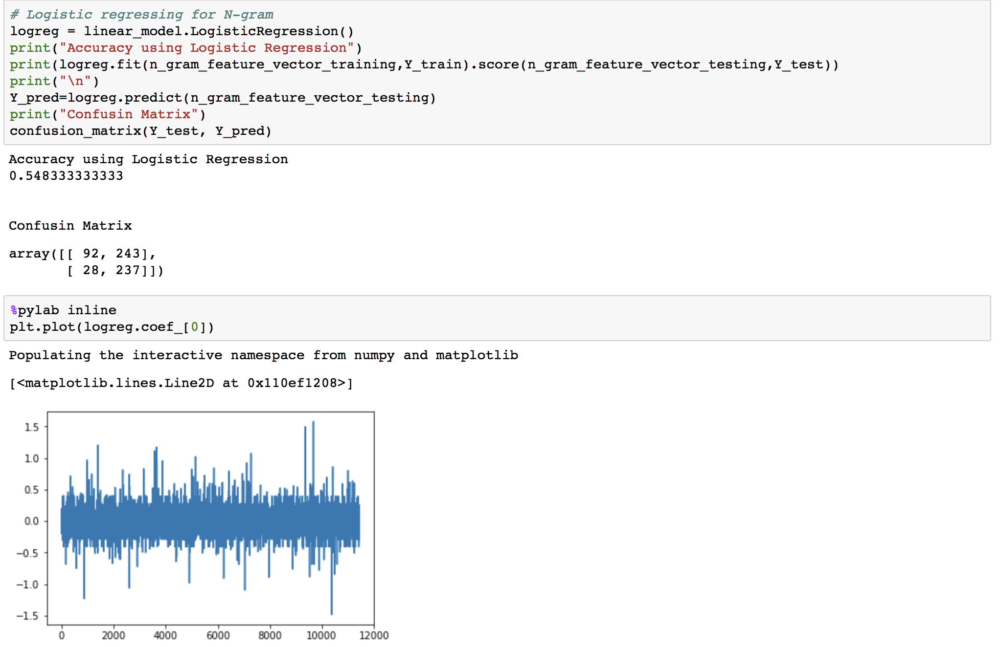 # Logistic regressing for N-gram
logreg = linear_model.LogisticRegression()
print("Accuracy using Logistic Regression")
print(logreg.fit(n_gram_feature_vector_training,Y_train).score(n_gram_feature_vector_testing,Y_test))
print("\n")
Y_pred=logreg.predict(n_gram_feature_vector_testing)
print("Confusin Matrix")
confusion_matrix(Y_test, Y_pred)
Accuracy using Logistic Regression
0.548333333333
Confusin Matrix
array([[ 92, 243],
       [ 28, 237]])
%pylab inline
plt.plot(logreg.coef_[0])
Populating the interactive namespace from numpy and matplotlib
[<matplotlib.lines.Line2D at 0x110ef1208>]
1.5
1.0
0.5
0.0
−0.5
−1.0
−1.5
0 2000 4000 6000 8000 10000 12000